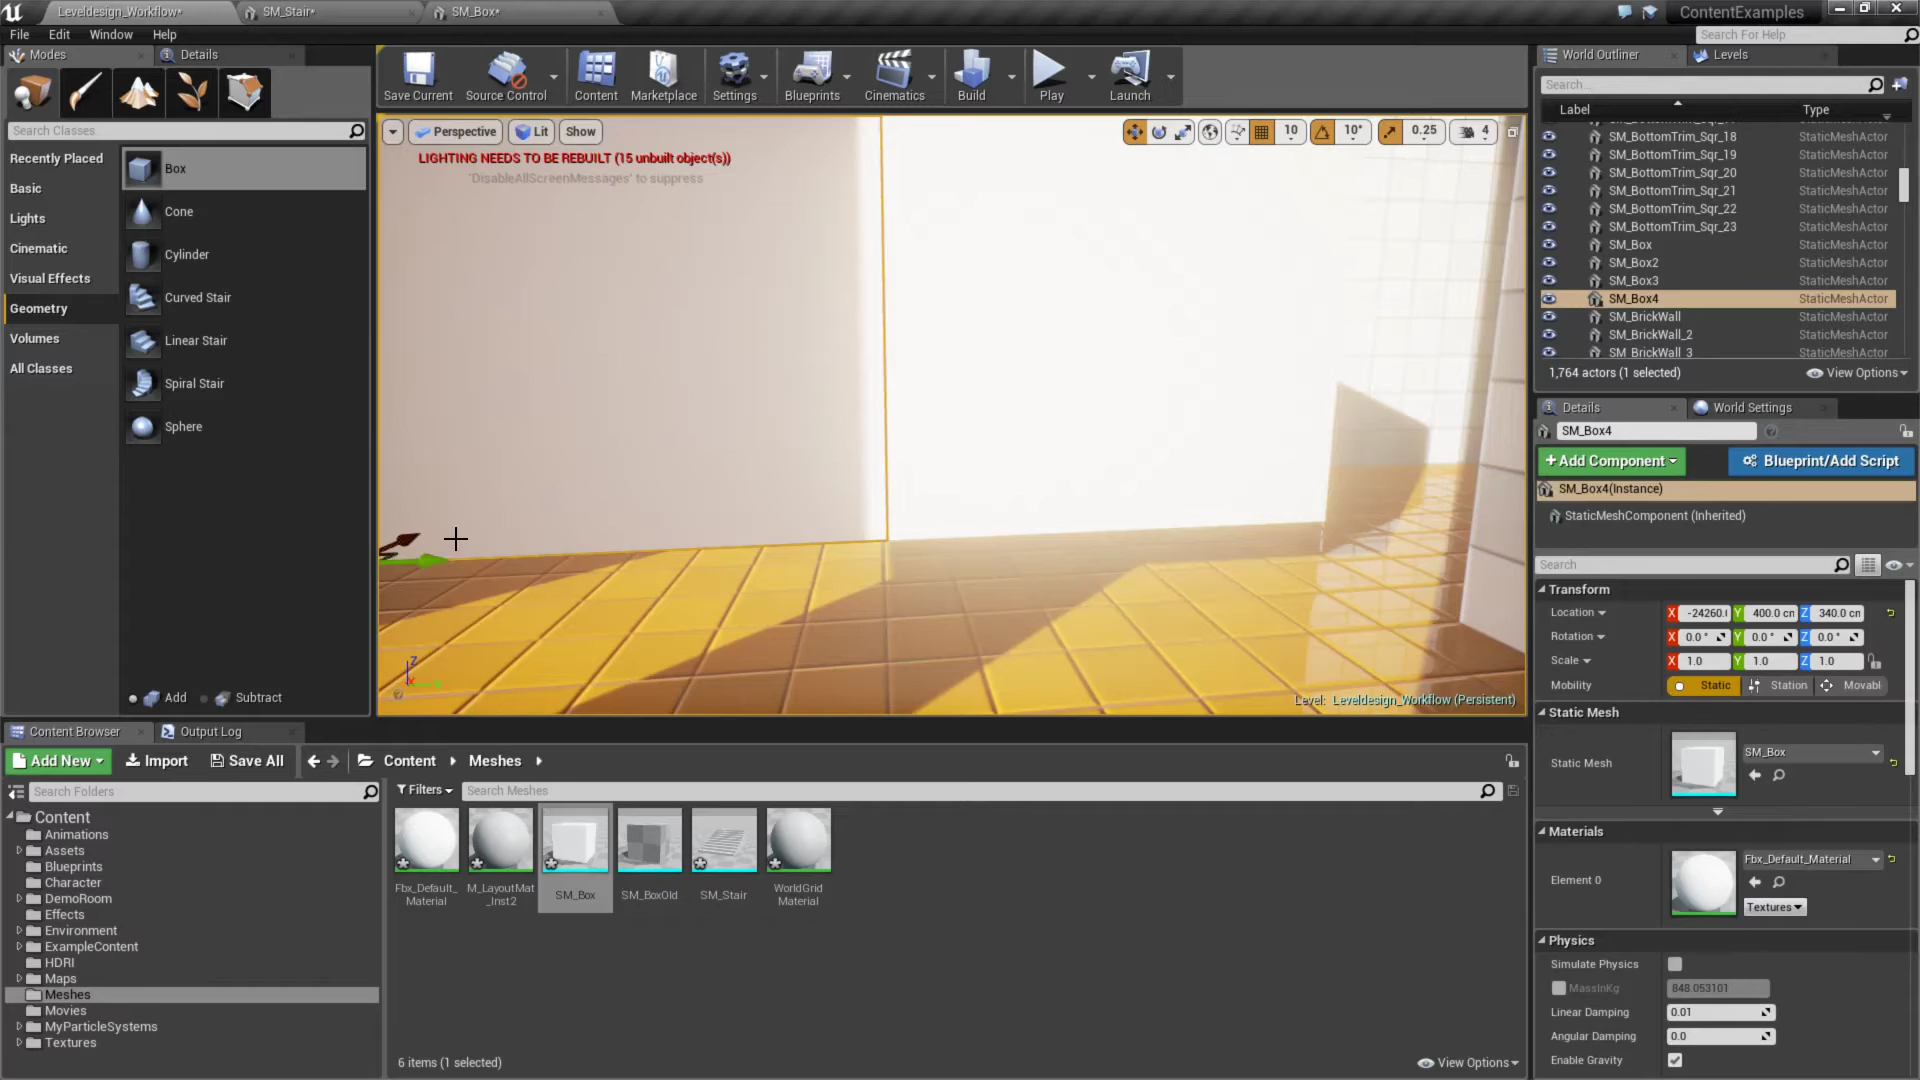 Leveldesign_Workflow*
SM_Stair*
SM_Box*
ContentExamples
File Edit Window Help
Search For Help
Modes
Details
Search Classes
Recently Placed
Basic
Lights
Cinematic
Visual Effects
Geometry
Volumes
All Classes
Box
Cone
Cylinder
Curved Stair
Linear Stair
Spiral Stair
Sphere
Add
Subtract
Save Current
Source Control
Content
Marketplace
Settings
Blueprints
Cinematics
Build
Play
Launch
Perspective
Lit
Show
10
10°
0.25
4
LIGHTING NEEDS TO BE REBUILT (15 unbuilt object(s))
'DisableAllScreenMessages' to suppress
Level: Leveldesign_Workflow (Persistent)
World Outliner
Levels
Search...
Label Type
SM_BottomTrim_Sqr_18 StaticMeshActor
SM_BottomTrim_Sqr_19 StaticMeshActor
SM_BottomTrim_Sqr_20 StaticMeshActor
SM_BottomTrim_Sqr_21 StaticMeshActor
SM_BottomTrim_Sqr_22 StaticMeshActor
SM_BottomTrim_Sqr_23 StaticMeshActor
SM_Box StaticMeshActor
SM_Box2 StaticMeshActor
SM_Box3 StaticMeshActor
SM_Box4 StaticMeshActor
SM_BrickWall StaticMeshActor
SM_BrickWall_2 StaticMeshActor
SM_BrickWall_3 StaticMeshActor
1,764 actors (1 selected)
View Options
Details
World Settings
SM_Box4
+Add Component
Blueprint/Add Script
SM_Box4(Instance)
StaticMeshComponent (Inherited)
Search
Transform
Location X -24260.( Y 400.0 cn Z 340.0 cn
Rotation X 0.0° Y 0.0° Z 0.0°
Scale X 1.0 Y 1.0 Z 1.0
Mobility Static Station Movabl
Static Mesh
Static Mesh
SM_Box
Materials
Element 0
Fbx_Default_Material
Textures
Physics
Simulate Physics
MassInKg 848.053101
Linear Damping 0.01
Angular Damping 0.0
Enable Gravity
Content Browser
Output Log
Add New
Import
Save All
Content
Meshes
Search Folders
Filters
Search Meshes
Content
Animations
Assets
Blueprints
Character
DemoRoom
Effects
Environment
ExampleContent
HDRI
Maps
Meshes
Movies
MyParticleSystems
Textures
Fbx_Default_
Material
M_LayoutMat
_Inst2
SM_Box
SM_BoxOld
SM_Stair
WorldGrid
Material
6 items (1 selected)
View Options